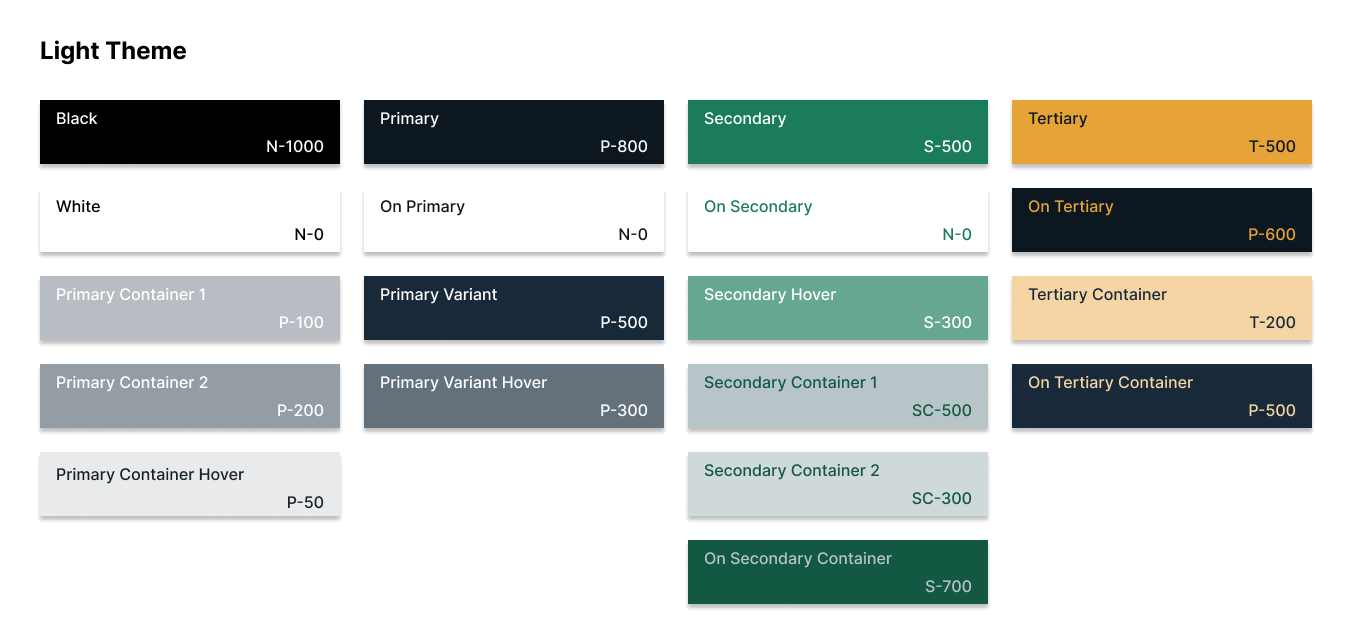 Light Theme
Black
N-1000
Primary
P-800
Secondary
S-500
Tertiary
T-500
White
N-0
On Primary
N-0
On Secondary
N-0
On Tertiary
P-600
Primary Container 1
P-100
Primary Variant
P-500
Secondary Hover
S-300
Tertiary Container
T-200
Primary Container 2
P-200
Primary Variant Hover
P-300
Secondary Container 1
SC-500
On Tertiary Container
P-500
Primary Container Hover
P-50
Secondary Container 2
SC-300
On Secondary Container
S-700